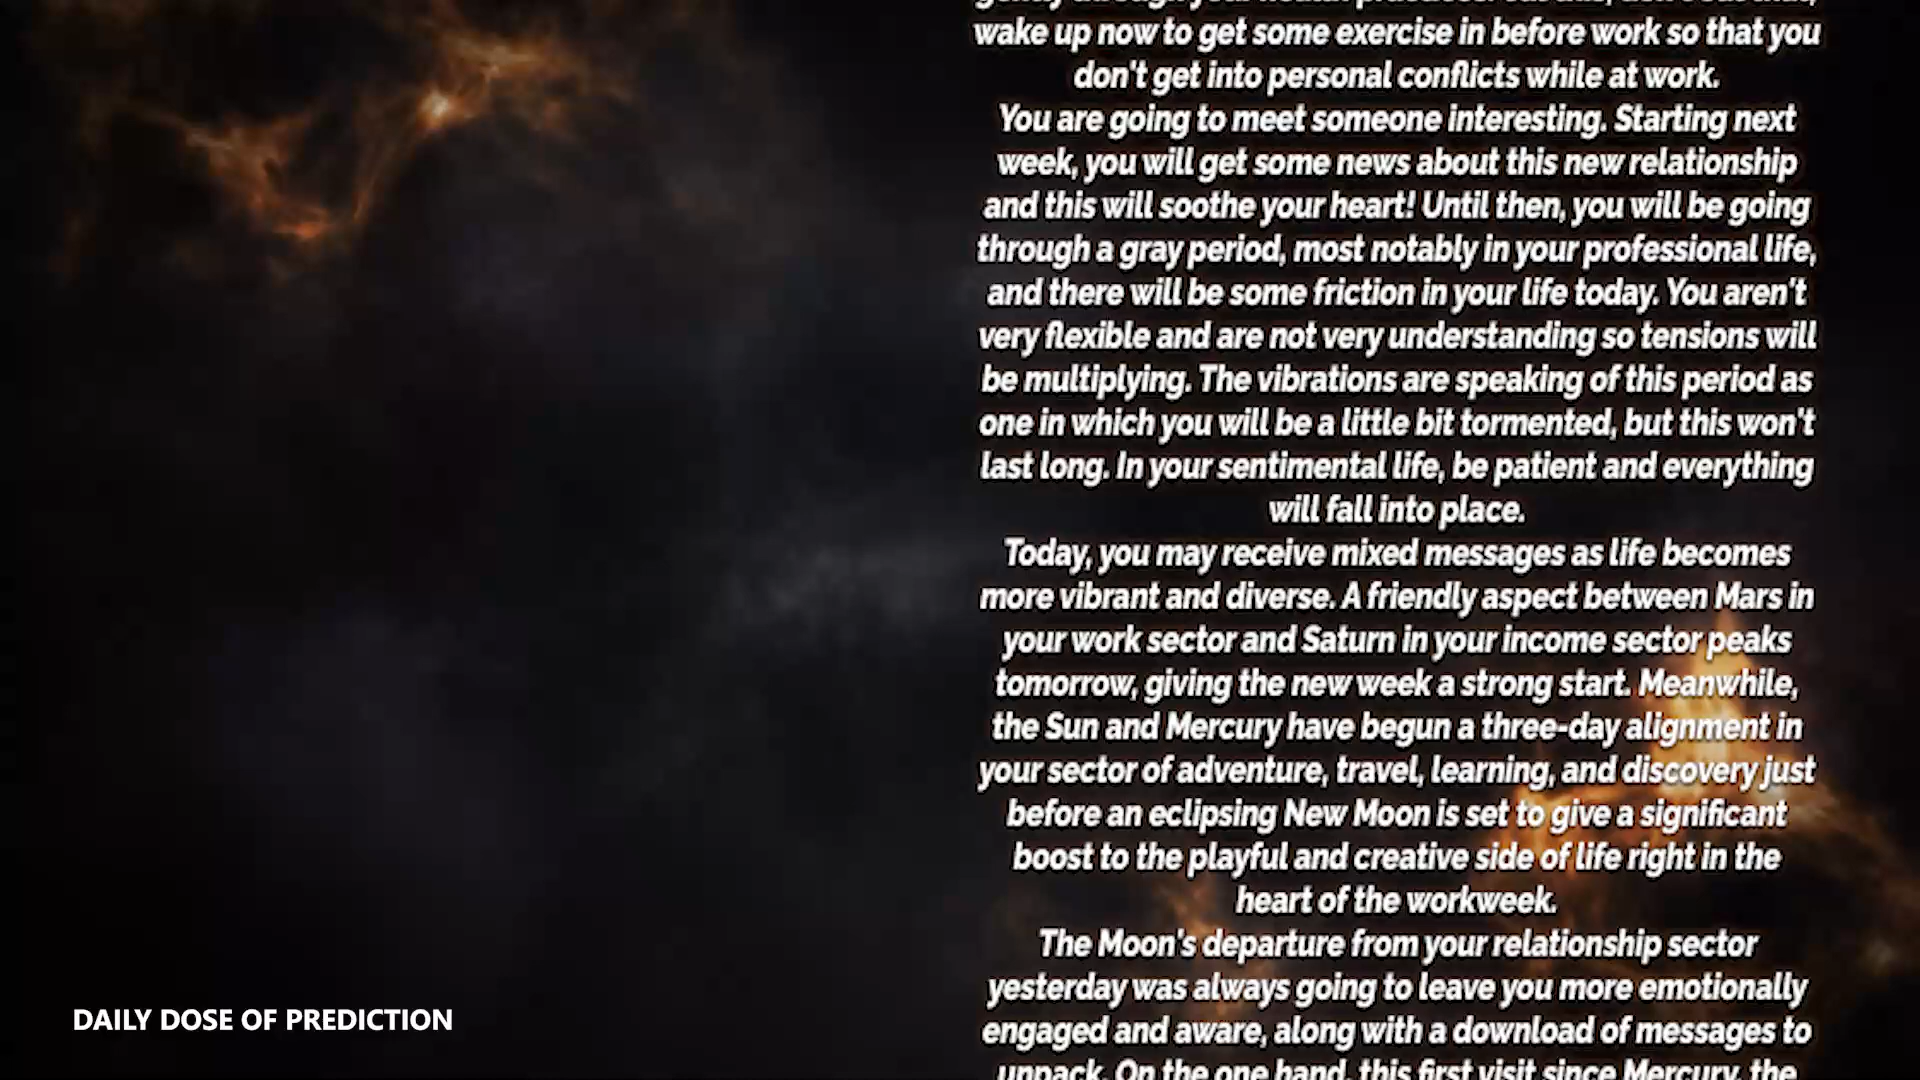 wake up now to get some exercise in before work so that you
don't get into personal conflicts while at work.
You are going to meet someone interesting. Starting next
week, you will get some news about this new relationship
and this will soothe your heart! Until then, you will be going
through a gray period, most notably in your professional life,
and there will be some friction in your life today. You aren't
very flexible and are not very understanding so tensions will
be multiplying. The vibrations are speaking of this period as
one in which you will be a little bit tormented, but this won't
last long. In your sentimental life, be patient and everything
will fall into place.
Today, you may receive mixed messages as life becomes
more vibrant and diverse. A friendly aspect between Mars in
your work sector and Saturn in your income sector peaks
tomorrow, giving the new week a strong start. Meanwhile,
the Sun and Mercury have begun a three-day alignment in
your sector of adventure, travel, learning, and discovery just
before an eclipsing New Moon is set to give a significant
boost to the playful and creative side of life right in the
heart of the workweek.
The Moon's departure from your relationship sector
yesterday was always going to leave you more emotionally
engaged and aware, along with a download of messages to
unpack. On the one hand, this first visit since Mercury, the
DAILY DOSE OF PREDICTION